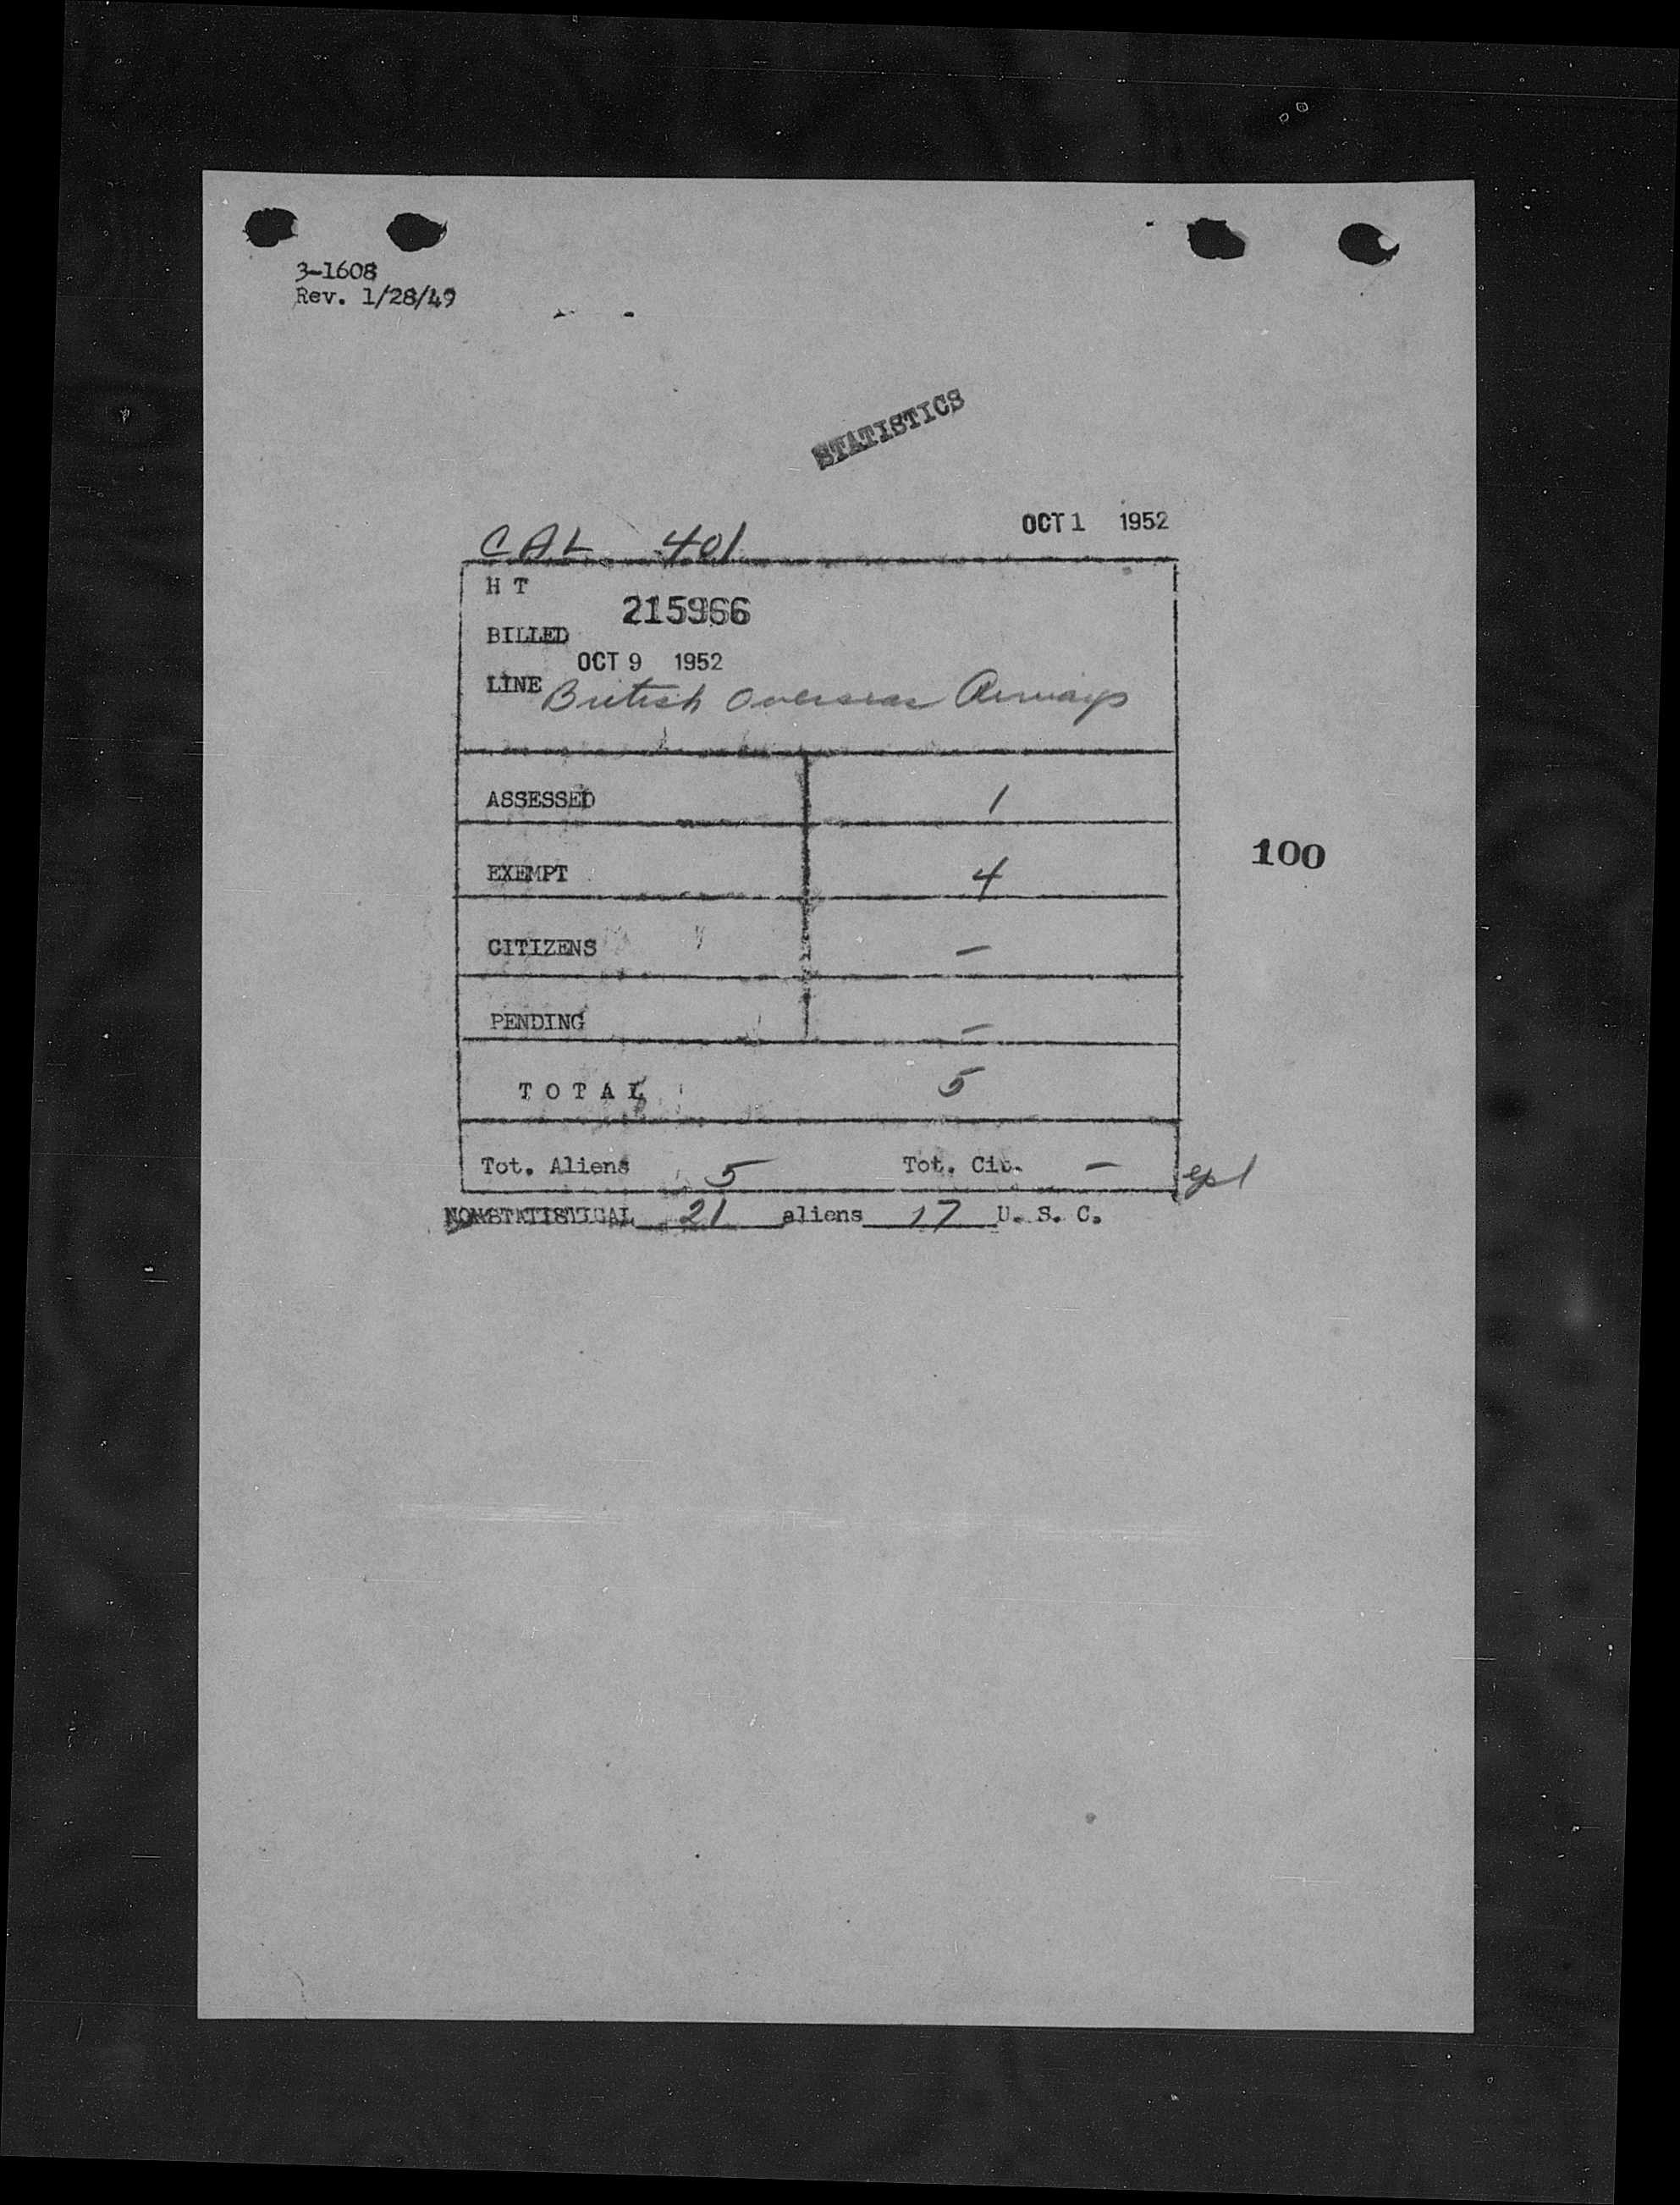 3-1608
Rev. 1/28/49
STATISTICS
OCT 1 1952
CAL 401
H T
215966
BILLED
OCT 9 1952
LINE British Overseas Airways
ASSESSED 1
EXEMPT 4
100
CITIZENS —
PENDING —
T O T A L 5
Tot. Aliens 5 Tot. Cit. —
NONSTATISTICAL 21 aliens 17 U. S. C.